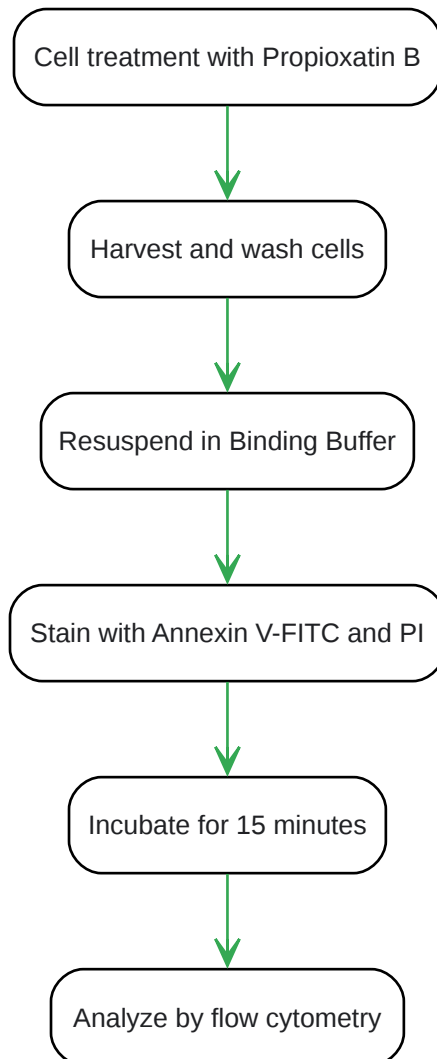 Cell treatment with Propioxatin B
Harvest and wash cells
Resuspend in Binding Buffer
Stain with Annexin V-FITC and PI
Incubate for 15 minutes
Analyze by flow cytometry